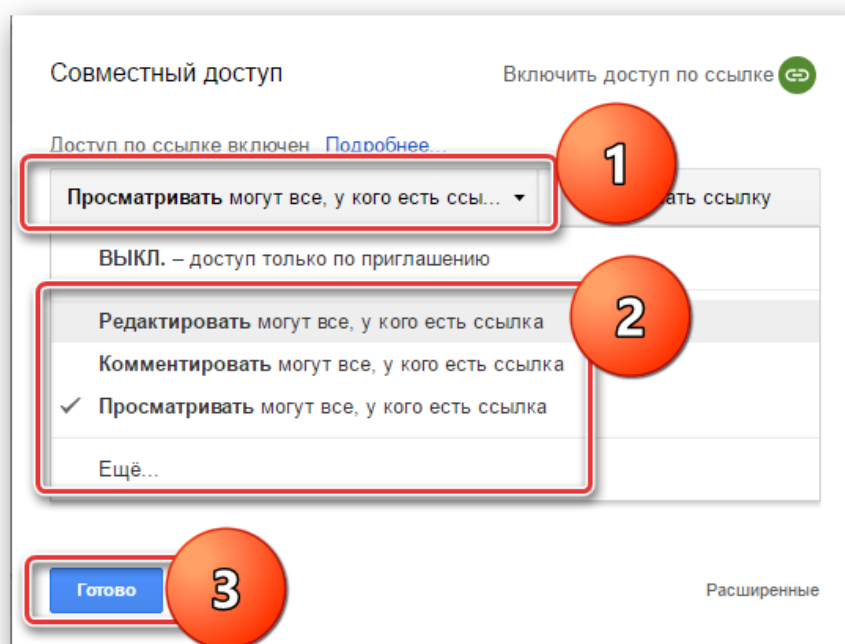 Совместный доступ
Включить доступ по ссылке
Доступ по ссылке включен Подробнее...
1
Просматривать могут все, у кого есть ссы...
ссылку
ВЫКЛ. – доступ только по приглашению
2
Редактировать могут все, у кого есть ссылка
Комментировать могут все, у кого есть ссылка
Просматривать могут все, у кого есть ссылка
Ещё...
Готово
3
Расширенные